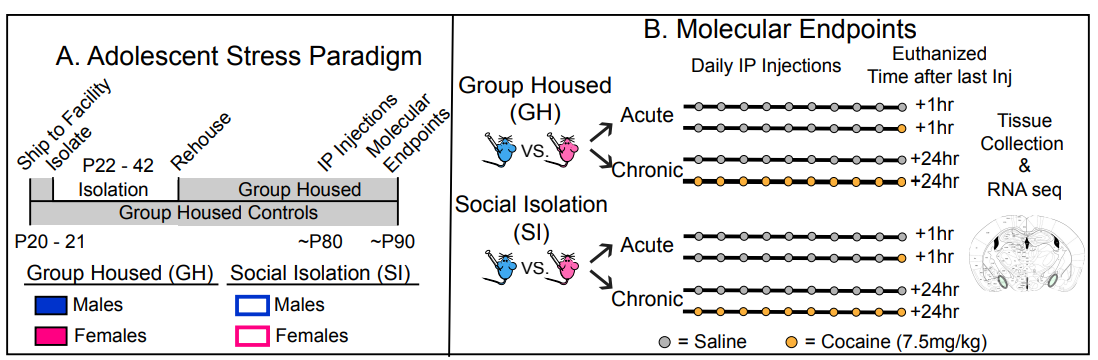 A. Adolescent Stress Paradigm
Ship to Facility
Isolate
P22 - 42
Rehouse
IP Injections
Molecular
Endpoints
Isolation
Group Housed
Group Housed Controls
P20 - 21
~P80
~P90
Group Housed (GH)
Social Isolation (SI)
Males
Males
Females
Females
B. Molecular Endpoints
Daily IP Injections
Euthanized
Time after last Inj
Group Housed
(GH)
VS.
Acute
+1hr
+1hr
Chronic
+24hr
+24hr
Social Isolation
(SI)
VS.
Acute
+1hr
+1hr
Chronic
+24hr
+24hr
Tissue
Collection
&
RNA seq
= Saline
= Cocaine (7.5mg/kg)